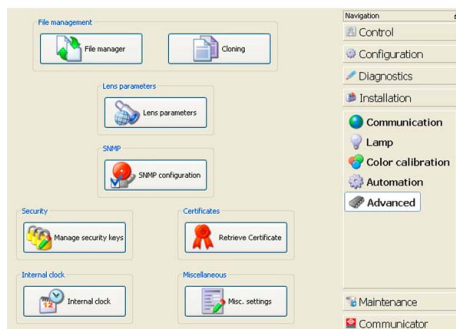 File management
File manager
Cloning
Lens parameters
Lens parameters
SNMP
SNMP configuration
Security
Manage security keys
Certificates
Retrieve Certificate
Internal clock
Internal clock
Miscellaneous
Misc. settings
Navigation
Control
Configuration
Diagnostics
Installation
Communication
Lamp
Color calibration
Automation
Advanced
Maintenance
Communicator